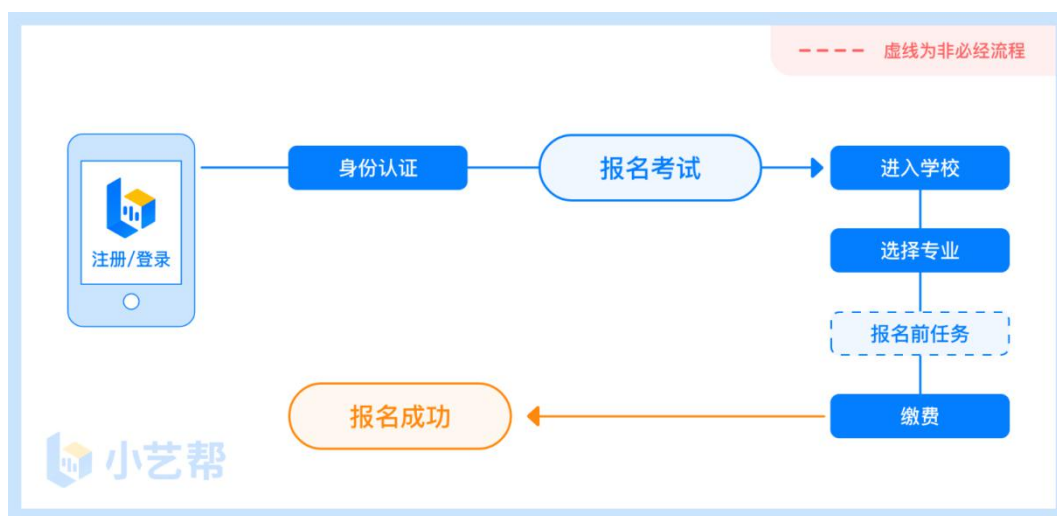 ---- 虚线为非必经流程
注册/登录
身份认证
报名考试
进入学校
选择专业
报名前任务
缴费
报名成功
小艺帮